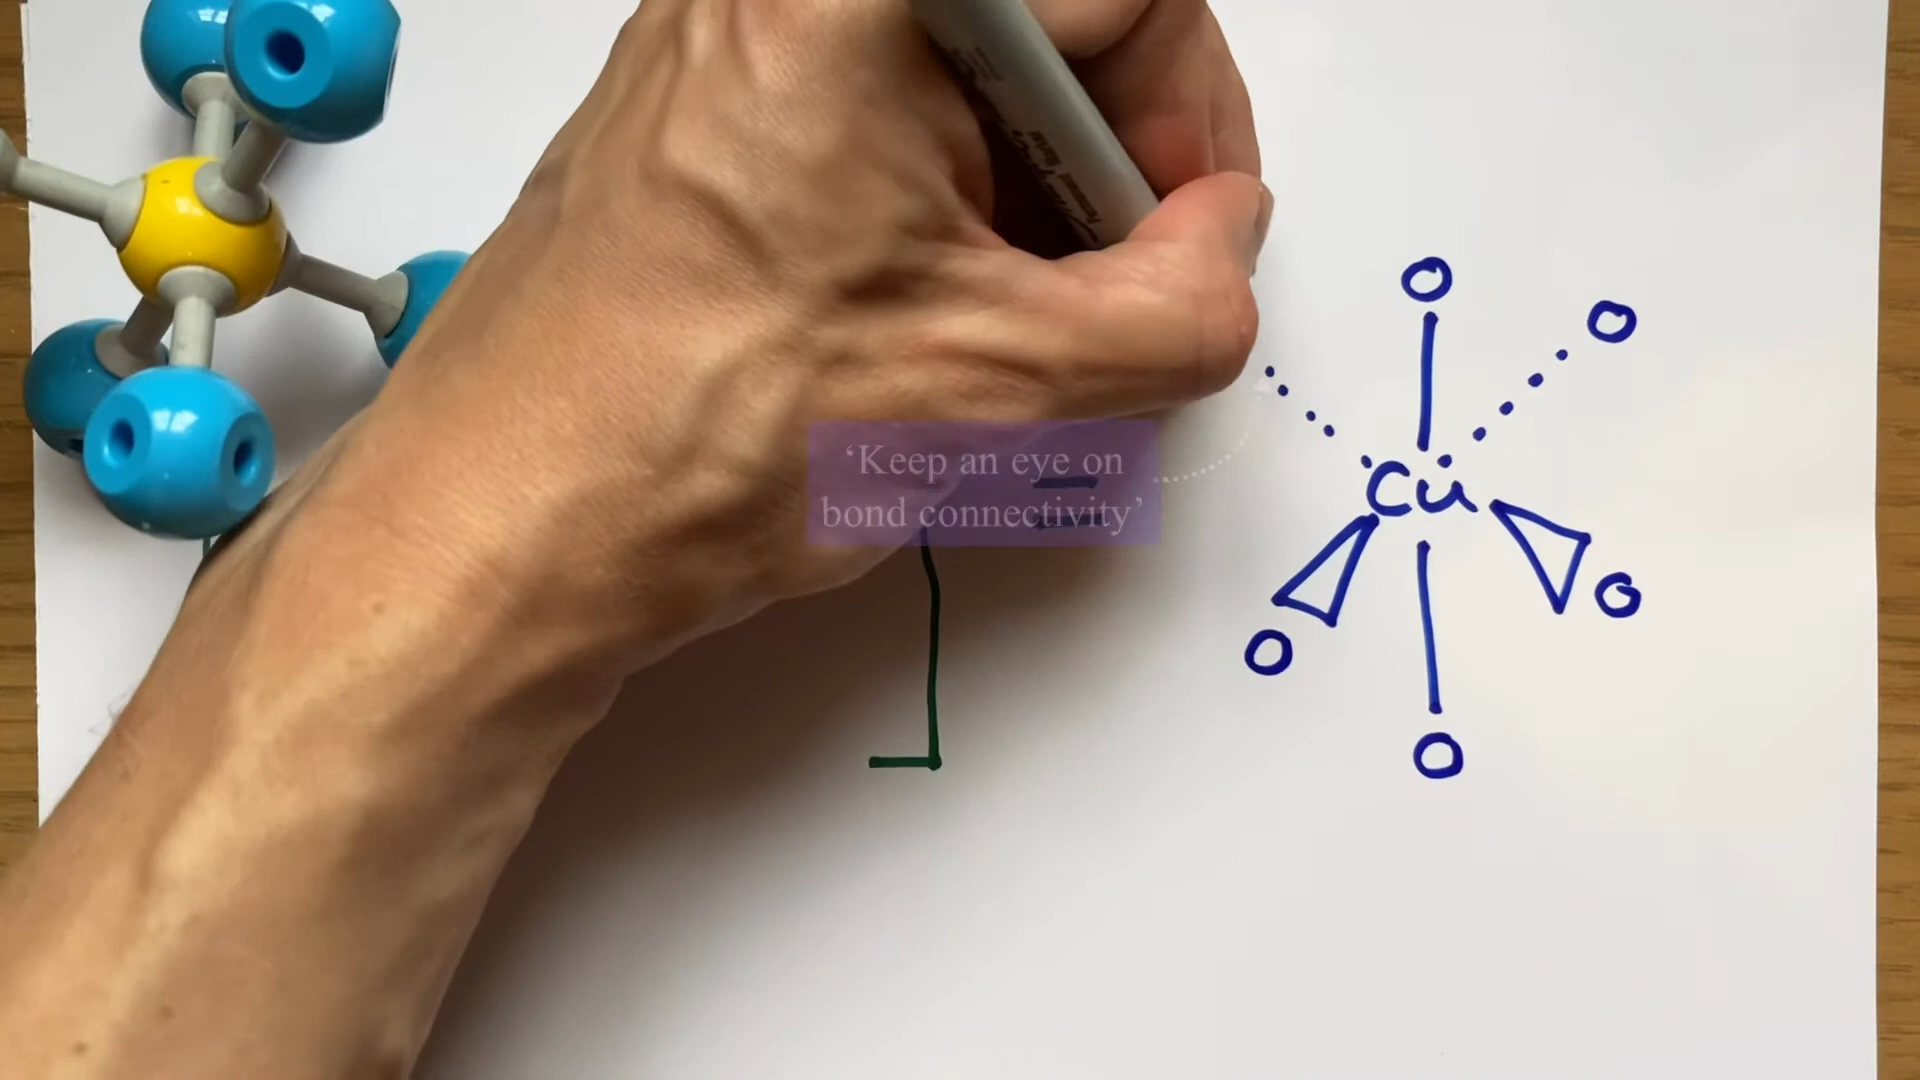 ‘Keep an eye on
bond connectivity’
O
O
Cu
O
O
O